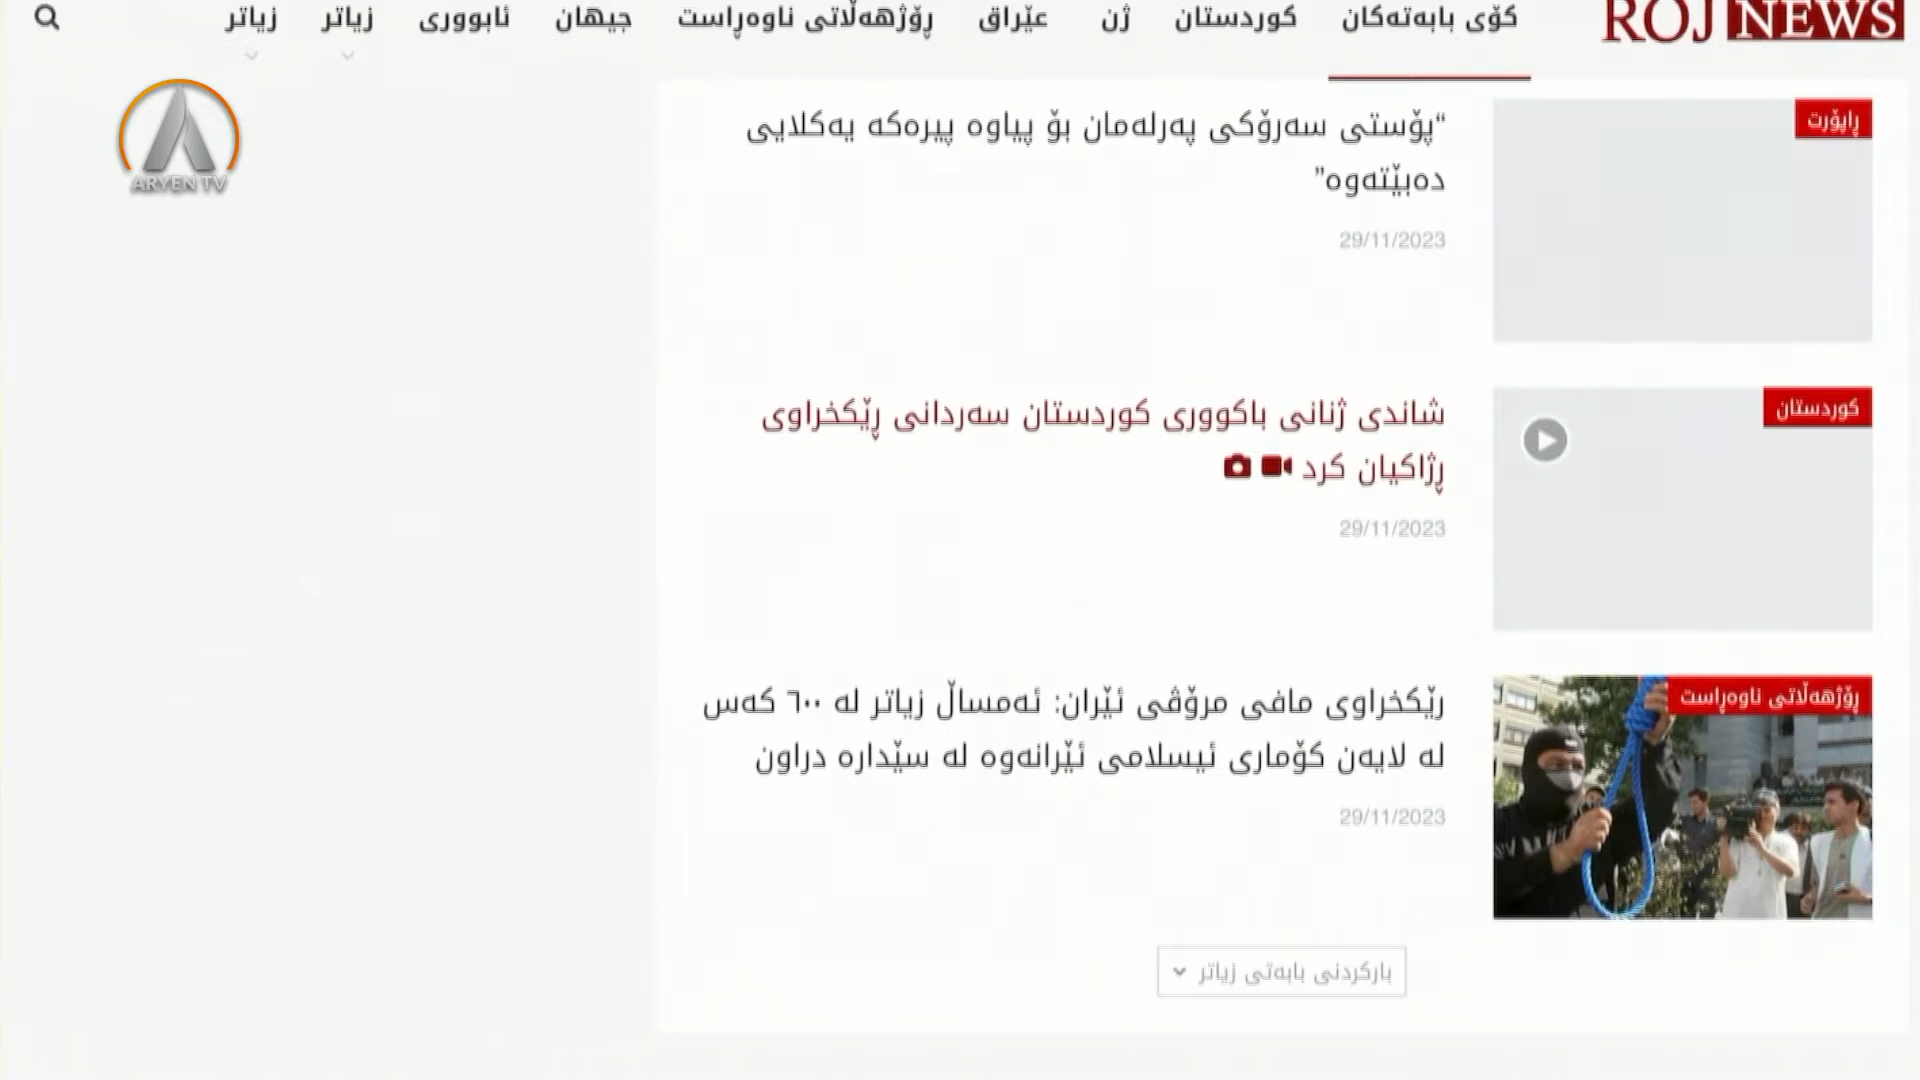 ROJ NEWS
کۆی بابەتەکان
کوردستان
ژن
عێراق
ڕۆژهەڵاتی ناوەڕاست
جیهان
ئابووری
زیاتر
زیاتر
ARYEN TV
ڕاپۆرت
“پۆستی سەرۆکی پەرلەمان بۆ پیاوە پیرەکە یەکلایی
دەبێتەوە”
29/11/2023
کوردستان
شاندی ژنانی باکووری کوردستان سەردانی ڕێکخراوی
ڕژاکیان کرد
29/11/2023
ڕۆژهەڵاتی ناوەڕاست
رێکخراوی مافی مرۆڤی ئێران: ئەمساڵ زیاتر لە ٦٠٠ کەس
لە لایەن کۆماری ئیسلامی ئێرانەوە لە سێدارە دراون
29/11/2023
بارکردنی بابەتی زیاتر